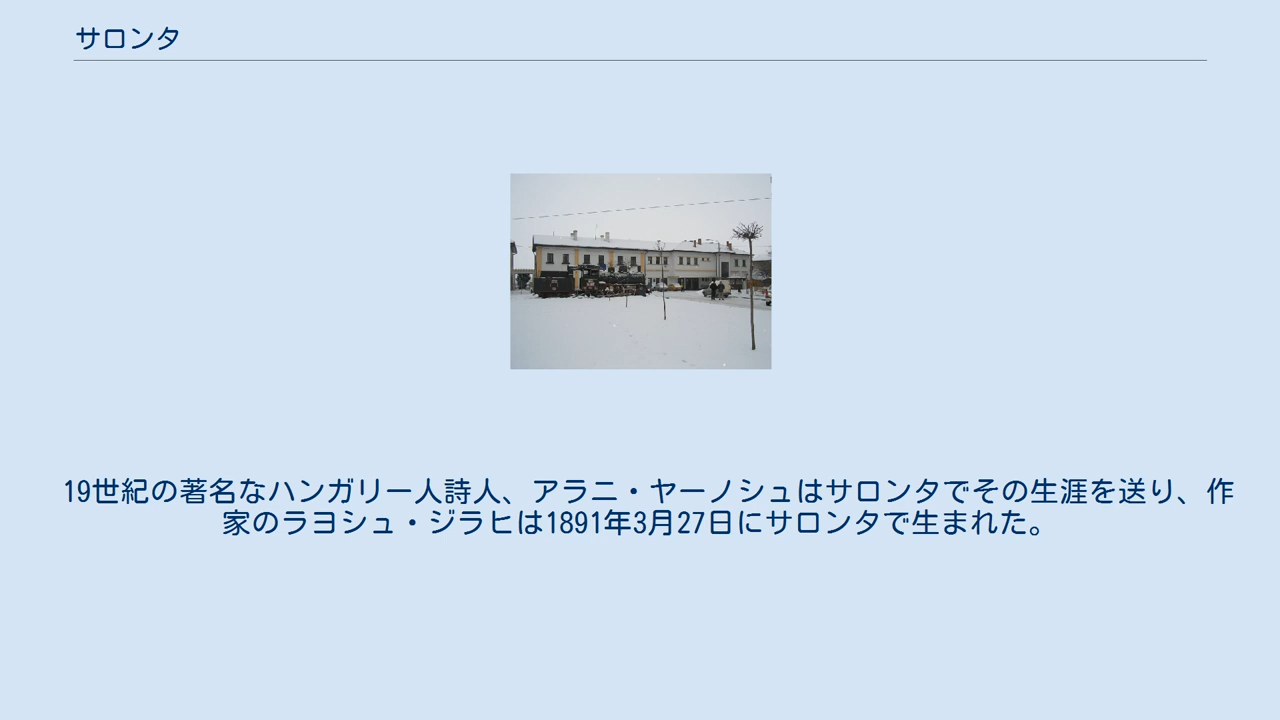 サロンタ
19世紀の著名なハンガリー人詩人、アラニ・ヤーノシュはサロンタでその生涯を送り、作
家のラヨシュ・ジラヒは1891年3月27日にサロンタで生まれた。